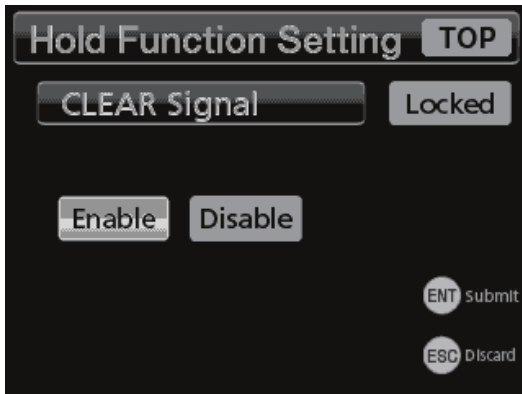 Hold Function Setting TOP
CLEAR Signal Locked
Enable Disable
ENT Submit
ESC Discard